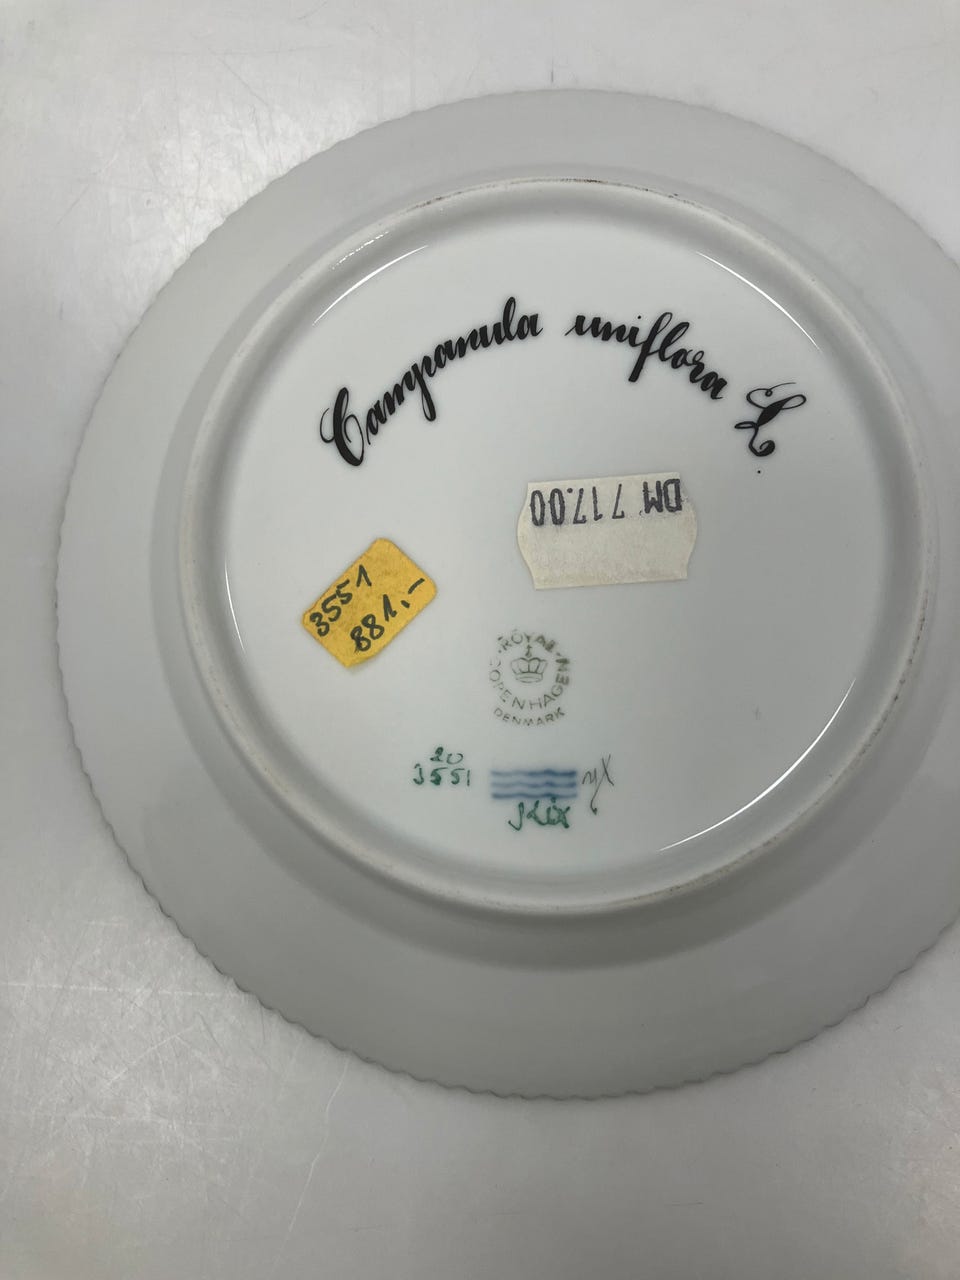 Campanula uniflora L.
DM 717.00
3551
881,-
ROYAL COPENHAGEN
DENMARK
20
3551